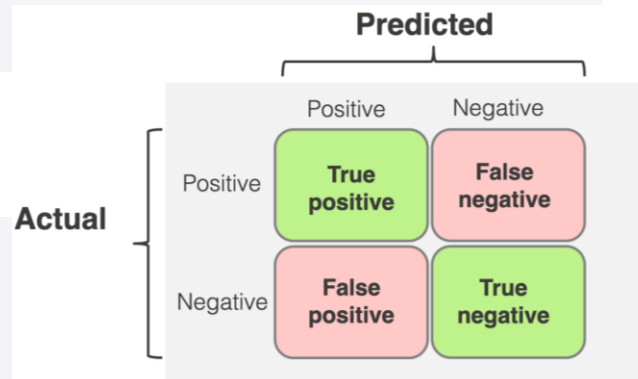 Predicted
Positive Negative
Actual
Positive
True
positive
False
negative
Negative
False
positive
True
negative